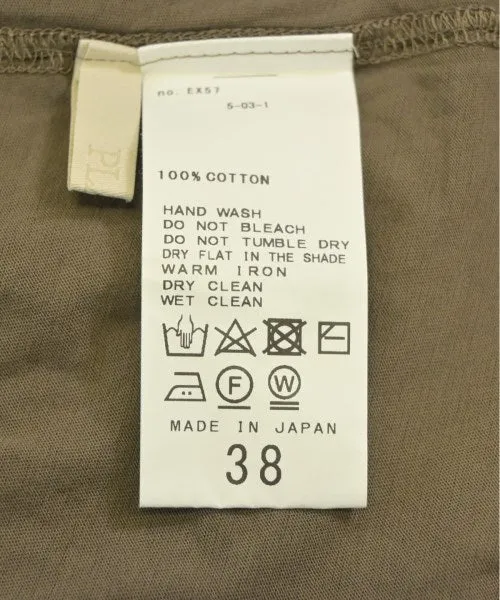 no. EX57
5-03-1
100% COTTON
HAND WASH
DO NOT BLEACH
DO NOT TUMBLE DRY
DRY FLAT IN THE SHADE
WARM IRON
DRY CLEAN
WET CLEAN
F W
MADE IN JAPAN
38